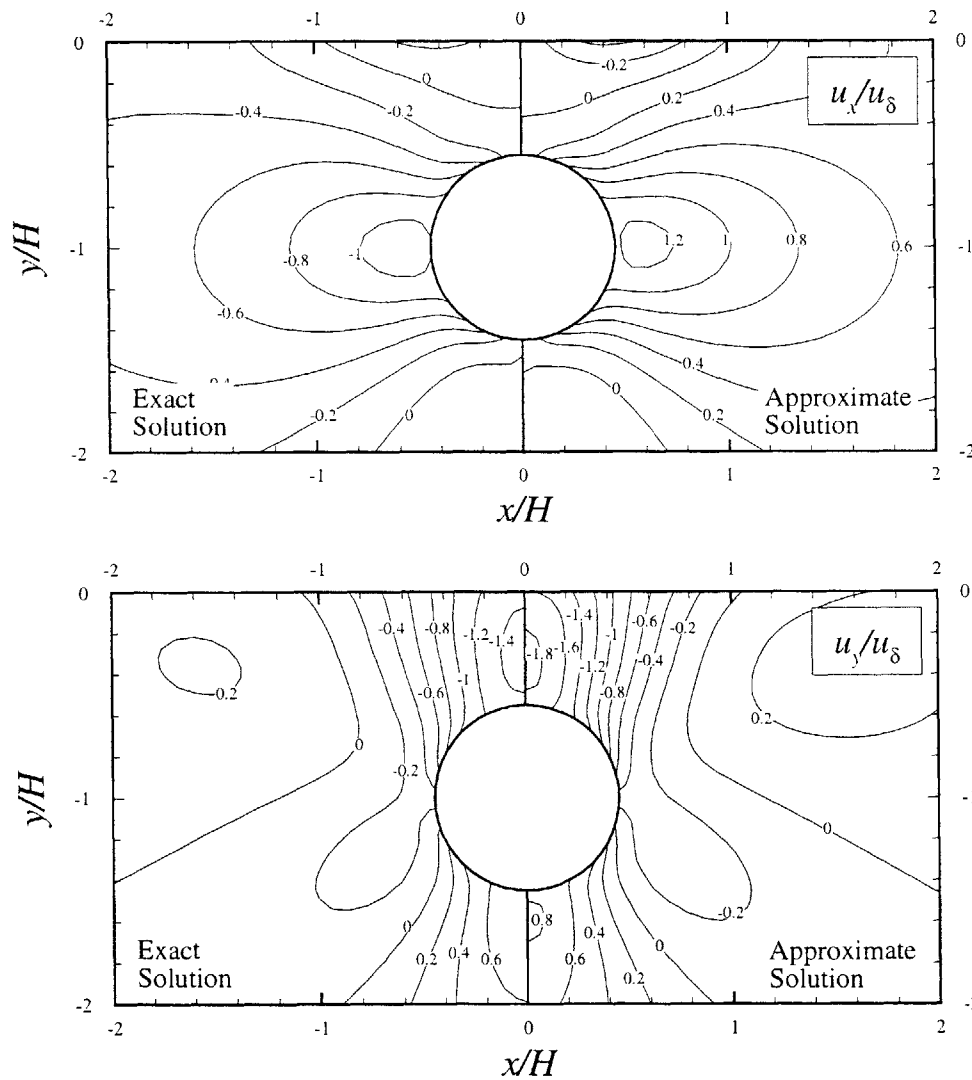 -2 -1 0 1 2
0 -0.2 0
0 0 u_x/u_δ
-0.2 0.2
-0.4 0.4
y/H
-1 -0.8 -1 1.2 1 0.8 0.6 -1
-0.6
0.4
-0.2 0 0 0.2
Exact Approximate
Solution Solution
-2 -2
-2 -1 0 1 2
x/H
-2 -1 0 1 2
0 0
-0.4 -0.8 -1.2 -1.4 -1.4 -1 -0.6 -0.2
-1.8 -1.6 u_y/u_δ
-0.6 -1 -1.2 -0.4
0.2 -0.8
0.2
0 -0.2 0
y/H
-1 -
0
-0.2
0.8
0 0.4 0
0.2 0.4 0.6 0.6 0.2
Exact Approximate
Solution Solution
-2 -2
-2 -1 0 1 2
x/H